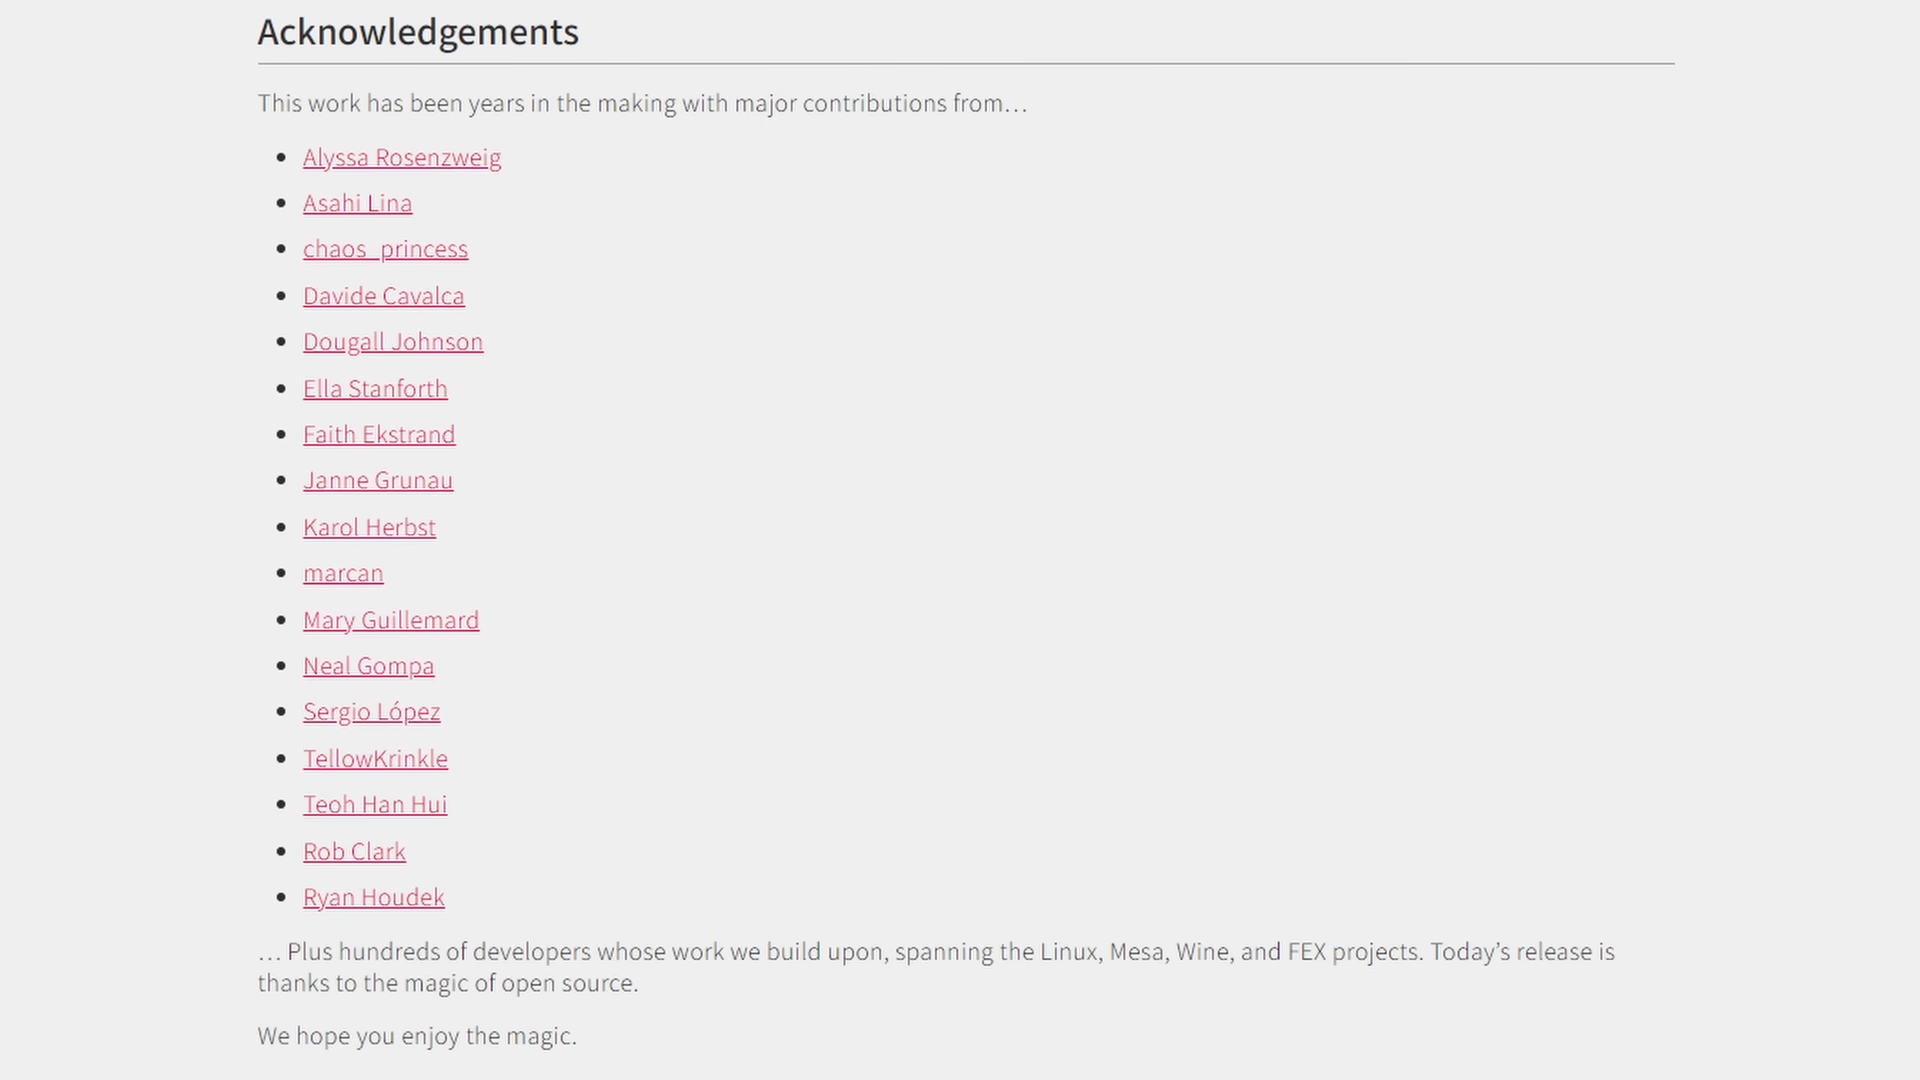 Acknowledgements
This work has been years in the making with major contributions from…
• Alyssa Rosenzweig
• Asahi Lina
• chaos_princess
• Davide Cavalca
• Dougall Johnson
• Ella Stanforth
• Faith Ekstrand
• Janne Grunau
• Karol Herbst
• marcan
• Mary Guillemard
• Neal Gompa
• Sergio López
• TellowKrinkle
• Teoh Han Hui
• Rob Clark
• Ryan Houdek
… Plus hundreds of developers whose work we build upon, spanning the Linux, Mesa, Wine, and FEX projects. Today’s release is
thanks to the magic of open source.
We hope you enjoy the magic.